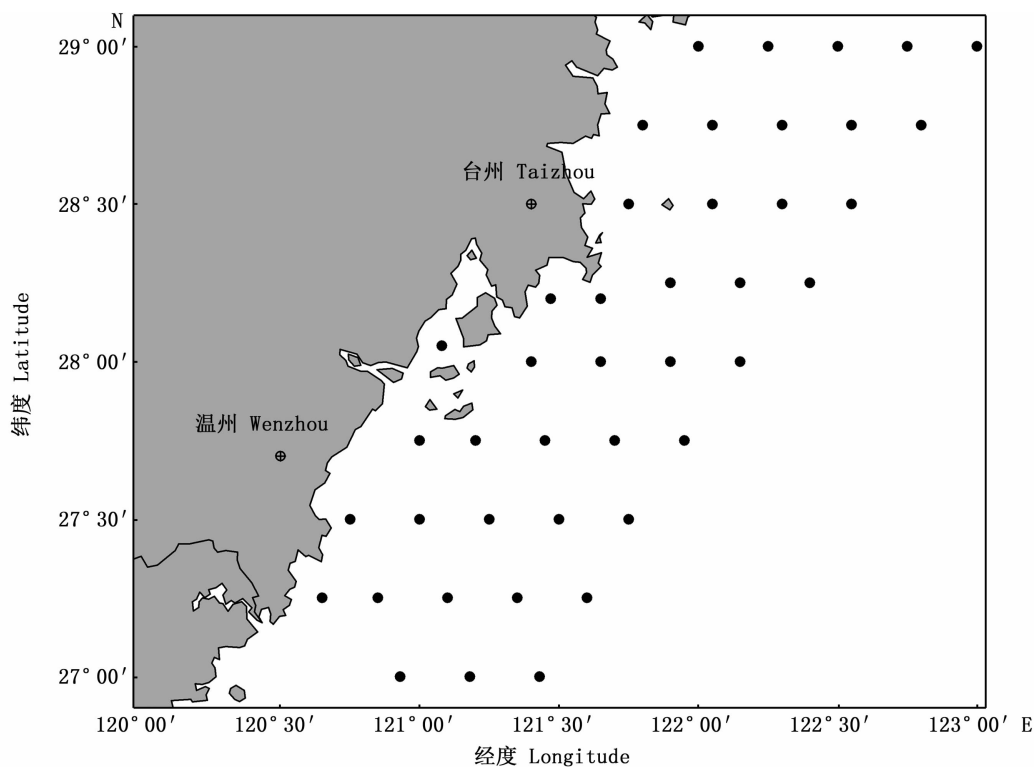 N
29° 00′
台州 Taizhou
28° 30′
28° 00′
温州 Wenzhou
27° 30′
27° 00′
纬度 Latitude
120° 00′ 120° 30′ 121° 00′ 121° 30′ 122° 00′ 122° 30′ 123° 00′ E
经度 Longitude